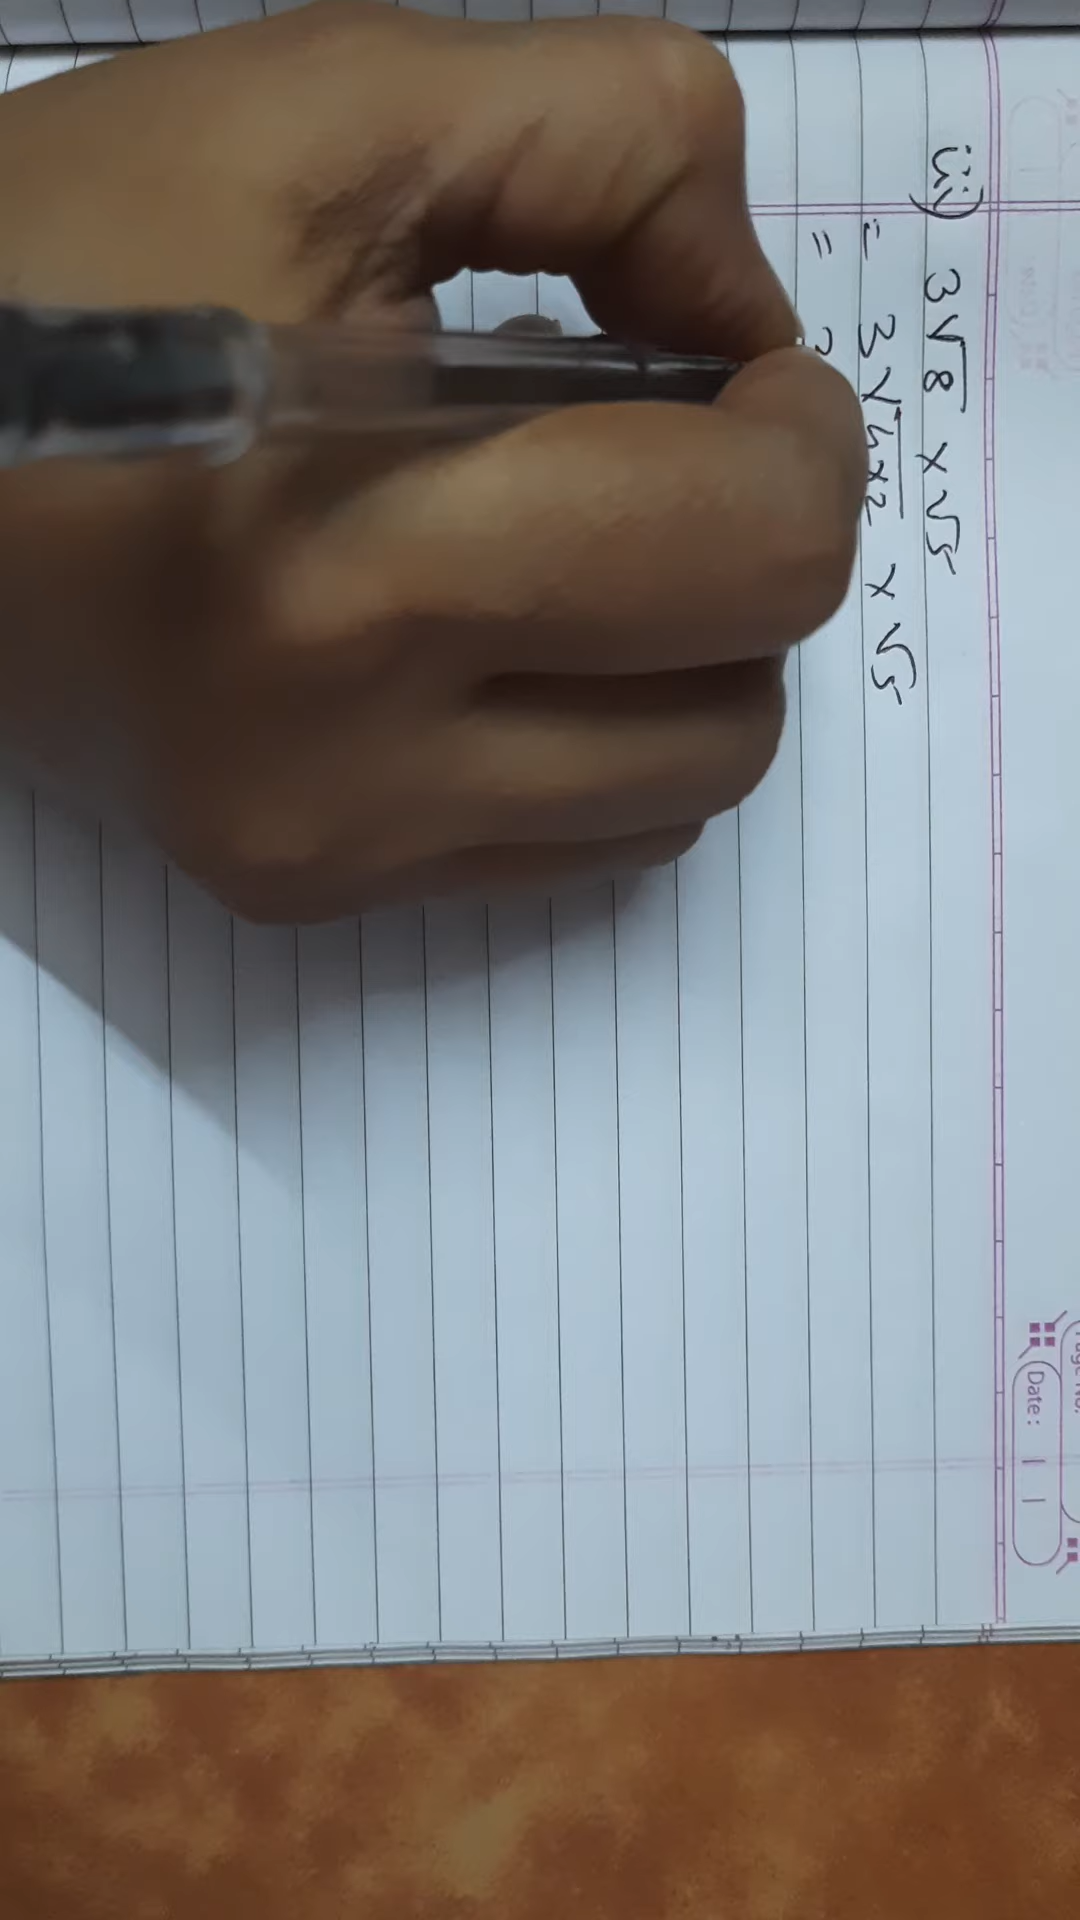 iii) 3√8 × √5
= 3√4×2 × √5
=
Date: